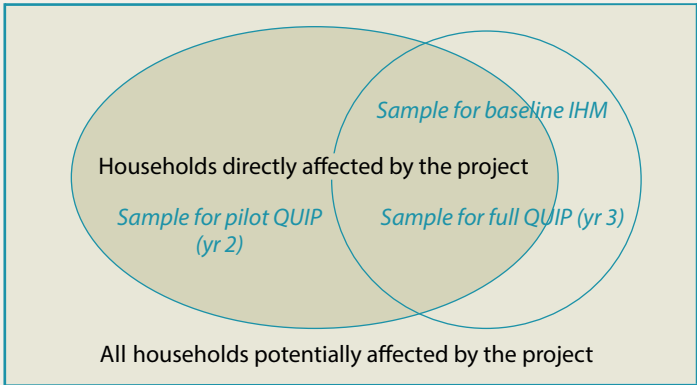 Sample for baseline IHM
Households directly affected by the project
Sample for pilot QUIP
(yr 2)
Sample for full QUIP (yr 3)
All households potentially affected by the project